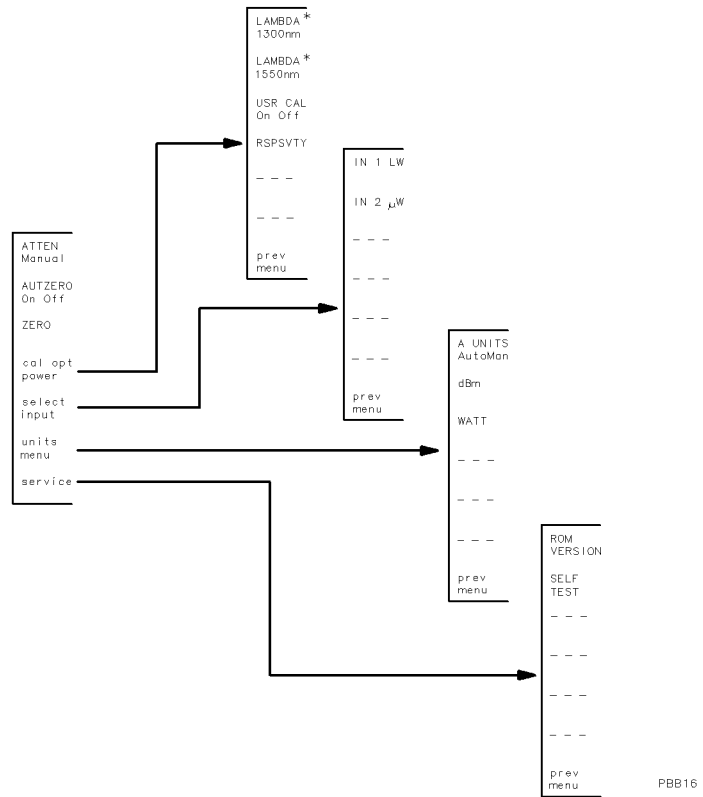 LAMBDA*
1300nm
LAMBDA*
1550nm
USR CAL
On Off
RSPSVTY
– – –
– – –
prev
menu
IN 1 LW
IN 2 µW
– – –
– – –
– – –
– – –
prev
menu
ATTEN
Manual
AUTZERO
On Off
ZERO
cal opt
power
select
input
units
menu
service
A UNITS
AutoMan
dBm
WATT
– – –
– – –
– – –
prev
menu
ROM
VERSION
SELF
TEST
– – –
– – –
– – –
– – –
prev
menu
PBB16